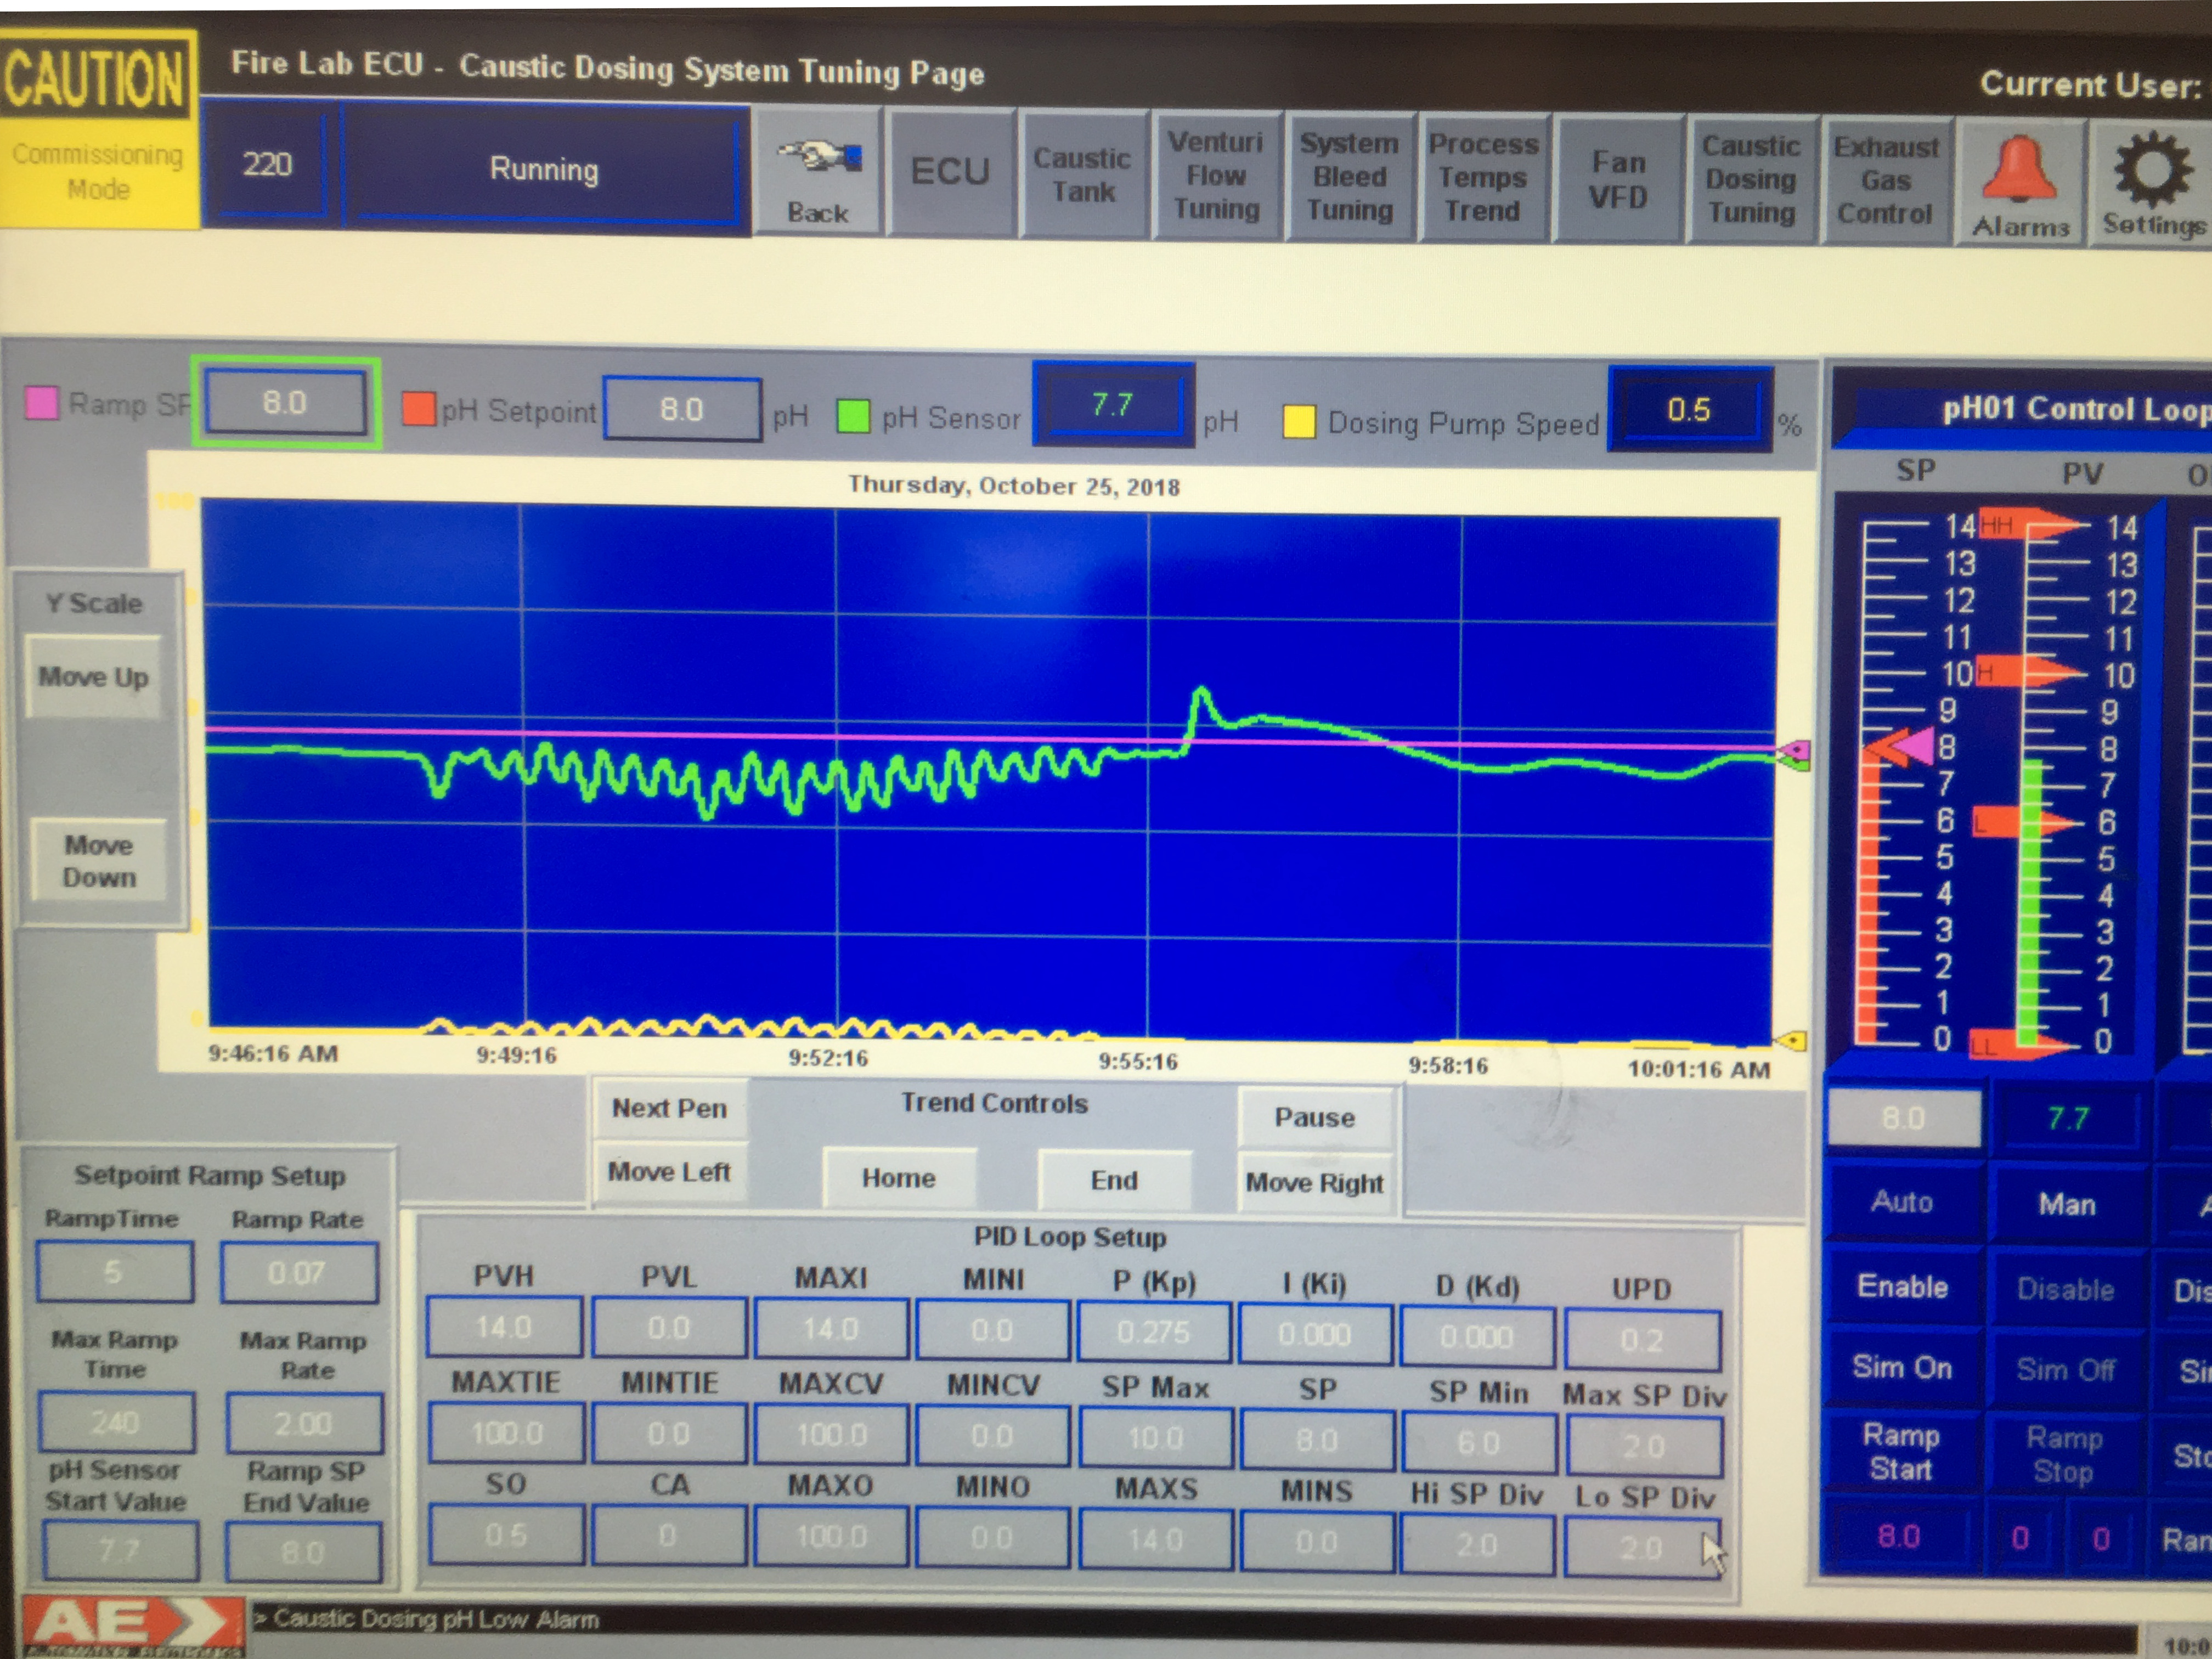 CAUTION
Commissioning
Mode
Fire Lab ECU - Caustic Dosing System Tuning Page
Current User:
220
Running
Back
ECU
Caustic
Tank
Venturi
Flow
Tuning
System
Bleed
Tuning
Process
Temps
Trend
Fan
VFD
Caustic
Dosing
Tuning
Exhaust
Gas
Control
Alarms
Settings
Ramp SP
8.0
pH Setpoint
8.0
pH
pH Sensor
7.7
pH
Dosing Pump Speed
0.5
%
Thursday, October 25, 2018
100
Y Scale
Move Up
Move
Down
0
9:46:16 AM
9:49:16
9:52:16
9:55:16
9:58:16
10:01:16 AM
Next Pen
Trend Controls
Pause
Move Left
Home
End
Move Right
Setpoint Ramp Setup
RampTime
Ramp Rate
5
0.07
Max Ramp
Time
Max Ramp
Rate
240
2.00
pH Sensor
Start Value
Ramp SP
End Value
7.7
8.0
PID Loop Setup
PVH PVL MAXI MINI P (Kp) I (Ki) D (Kd) UPD
14.0 0.0 14.0 0.0 0.275 0.000 0.000 0.2
MAXTIE MINTIE MAXCV MINCV SP Max SP SP Min Max SP Div
100.0 0.0 100.0 0.0 10.0 8.0 6.0 2.0
SO CA MAXO MINO MAXS MINS Hi SP Div Lo SP Div
0.5 0 100.0 0.0 14.0 0.0 2.0 2.0
pH01 Control Loop
SP PV
14 HH 14
13 13
12 12
11 11
10 H 10
9 9
8 8
7 7
6 L 6
5 5
4 4
3 3
2 2
1 1
0 LL 0
8.0
7.7
Auto
Man
Enable
Disable
Sim On
Sim Off
Ramp
Start
Ramp
Stop
8.0
0
0
AE
> Caustic Dosing pH Low Alarm